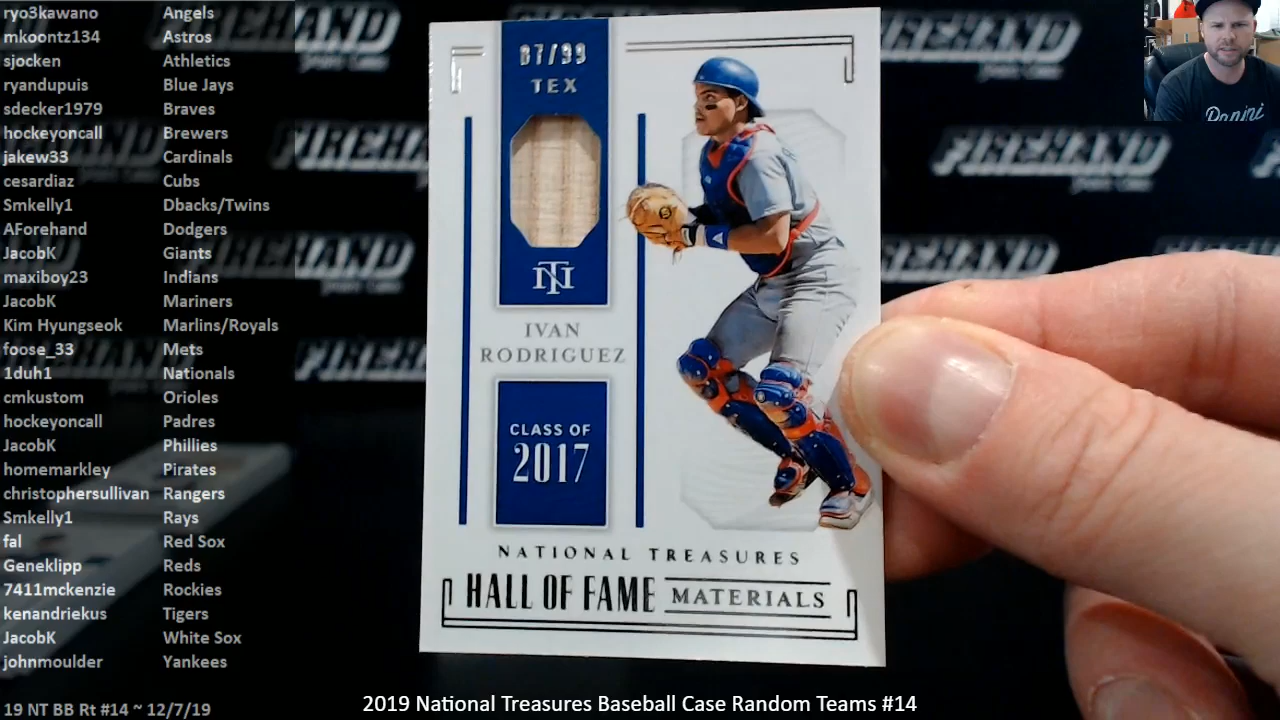 ryo3kawano Angels
mkoontz134 Astros
sjocken Athletics
ryandupuis Blue Jays
sdecker1979 Braves
hockeyoncall Brewers
jakew33 Cardinals
cesardiaz Cubs
Smkelly1 Dbacks/Twins
AForehand Dodgers
JacobK Giants
maxiboy23 Indians
JacobK Mariners
Kim Hyungseok Marlins/Royals
foose_33 Mets
1duh1 Nationals
cmkustom Orioles
hockeyoncall Padres
JacobK Phillies
homemarkley Pirates
christophersullivan Rangers
Smkelly1 Rays
fal Red Sox
Geneklipp Reds
7411mckenzie Rockies
kenandriekus Tigers
JacobK White Sox
johnmoulder Yankees
19 NT BB Rt #14 ~ 12/7/19
87/99
TEX
NT
IVAN
RODRIGUEZ
CLASS OF
2017
NATIONAL TREASURES
HALL OF FAME MATERIALS
FIREHAND
Panini
2019 National Treasures Baseball Case Random Teams #14